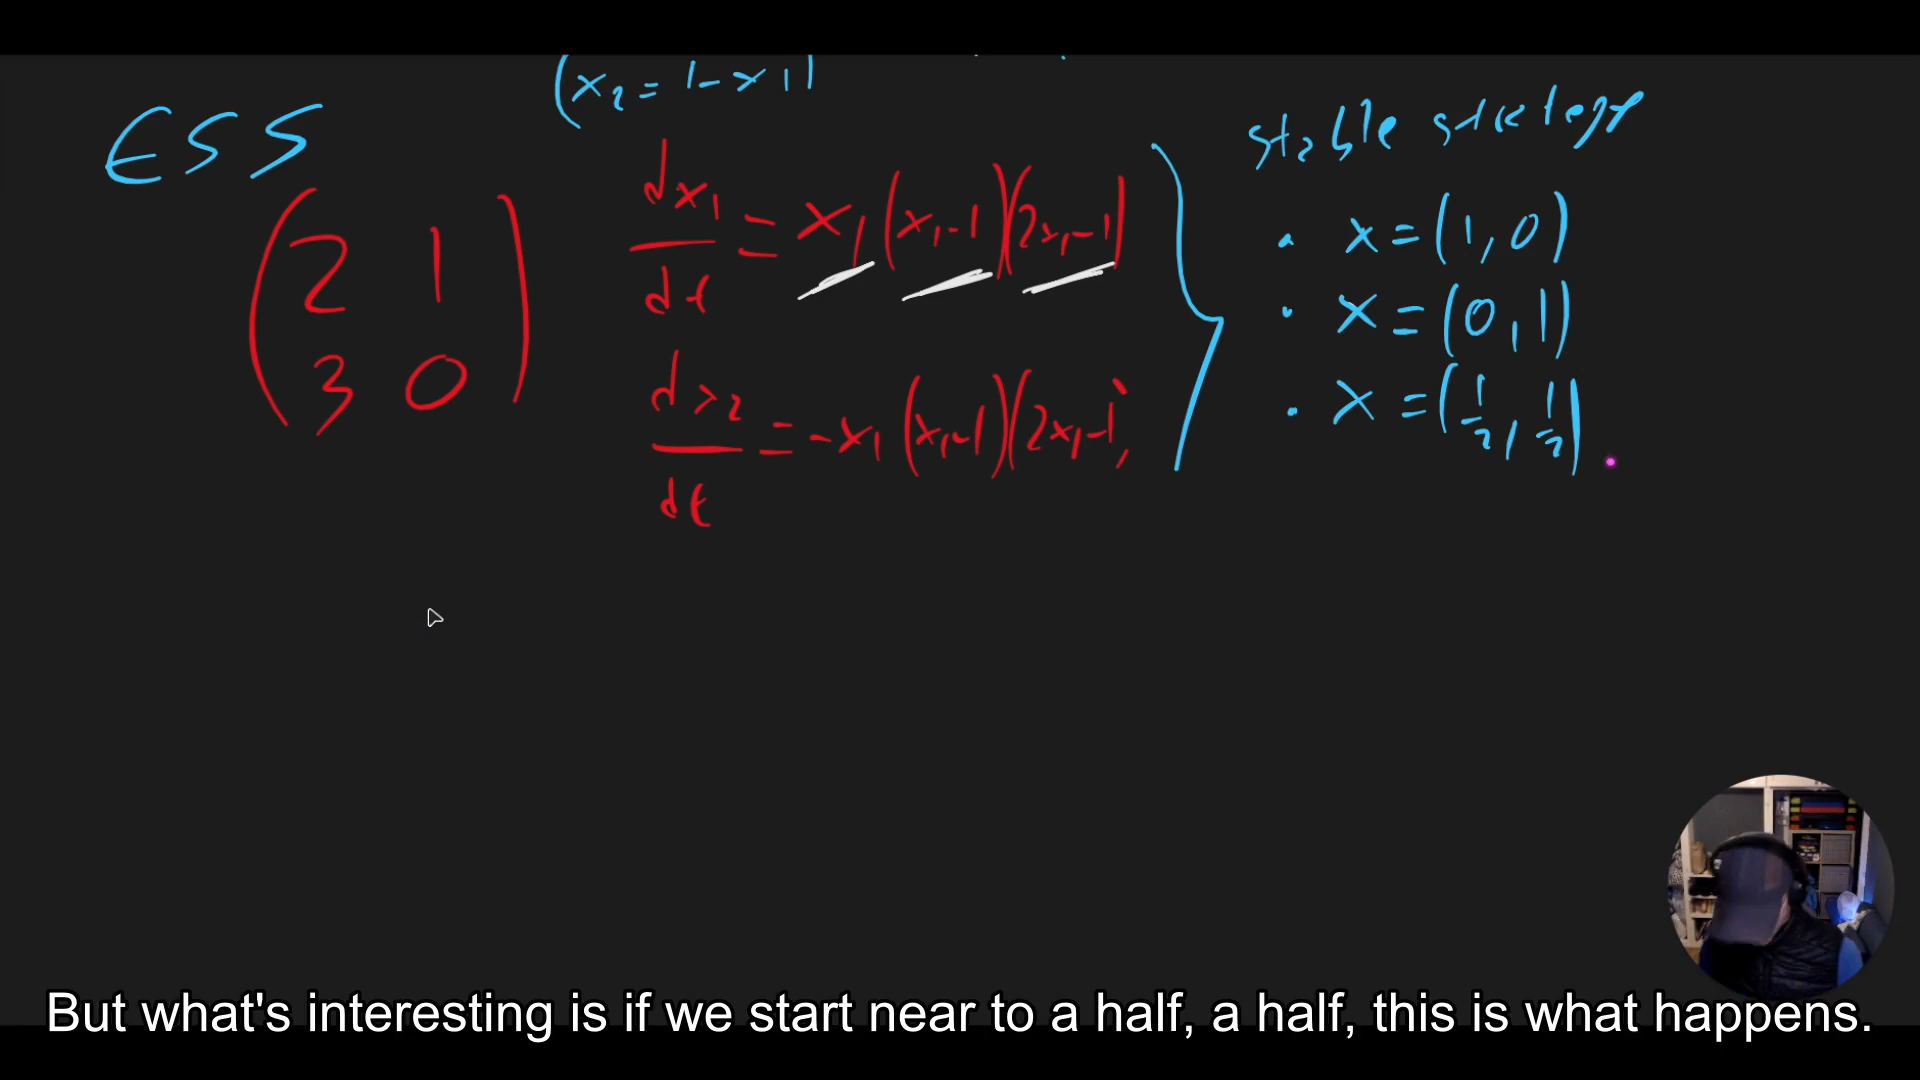 (x₂ = 1 - x₁)
ESS
stable strategy
(2 1
3 0)
dx₁/dt = x₁(x₁-1)(2x₁-1)
dx₂/dt = -x₁(x₁-1)(2x₁-1)
• x = (1, 0)
• x = (0, 1)
• x = (1/2, 1/2)
But what's interesting is if we start near to a half, a half, this is what happens.